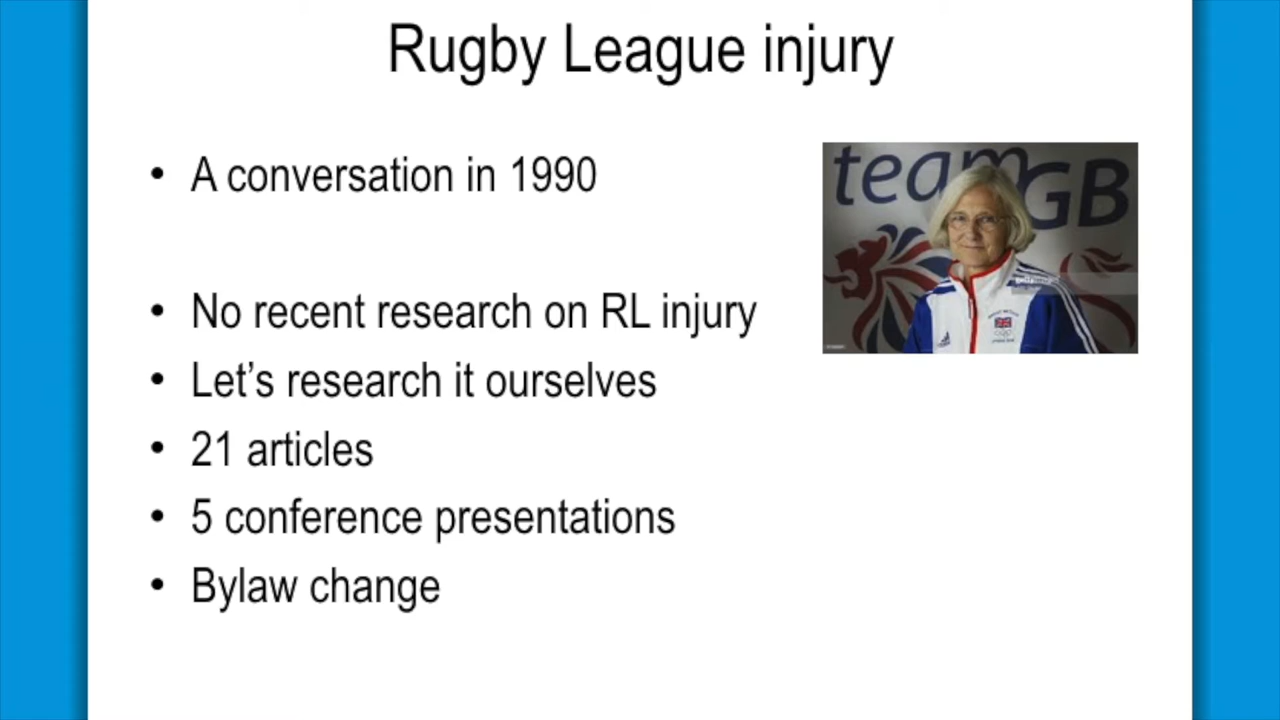 Rugby League injury
• A conversation in 1990
• No recent research on RL injury
• Let's research it ourselves
• 21 articles
• 5 conference presentations
• Bylaw change
team
GB